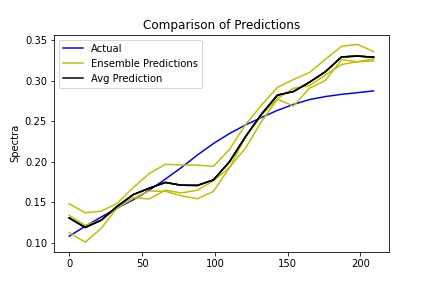 Comparison of Predictions
0.35
0.30
0.25
0.20
0.15
0.10
Spectra
Actual
Ensemble Predictions
Avg Prediction
0 50 100 150 200